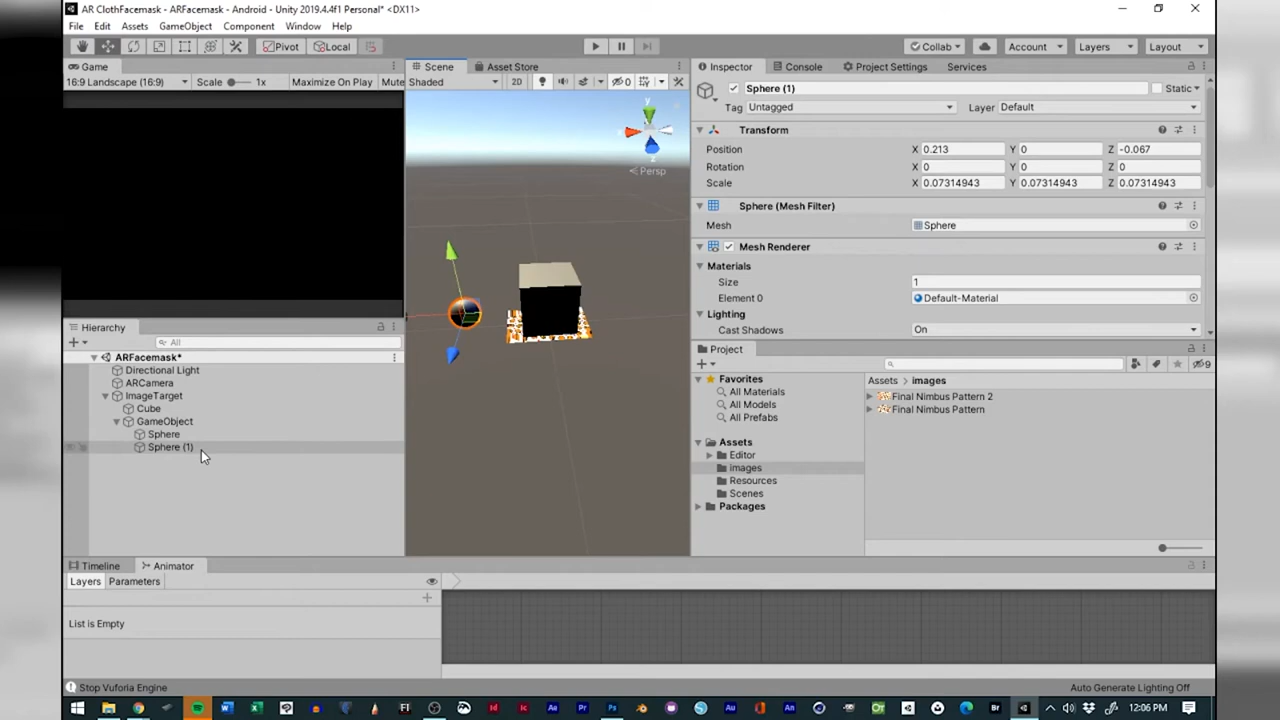 AR ClothFacemask - ARFacemask - Android - Unity 2019.4.4f1 Personal* <DX11>
File Edit Assets GameObject Component Window Help
Pivot Local Collab Account Layers Layout
Game
16:9 Landscape (16:9) Scale 1x Maximize On Play Mute
Scene Asset Store
Shaded 2D 0
y
z
Persp
Inspector Console Project Settings Services
Sphere (1) Static
Tag Untagged Layer Default
Transform
Position X 0.213 Y 0 Z -0.067
Rotation X 0 Y 0 Z 0
Scale X 0.07314943 Y 0.07314943 Z 0.07314943
Sphere (Mesh Filter)
Mesh Sphere
Mesh Renderer
Materials
Size 1
Element 0 Default-Material
Lighting
Cast Shadows On
Hierarchy
All
ARFacemask*
Directional Light
ARCamera
ImageTarget
Cube
GameObject
Sphere
Sphere (1)
Project
9
Favorites
All Materials
All Models
All Prefabs
Assets
Editor
images
Resources
Scenes
Packages
Assets > images
Final Nimbus Pattern 2
Final Nimbus Pattern
Timeline Animator
Layers Parameters
List is Empty
Stop Vuforia Engine
Auto Generate Lighting Off
12:06 PM